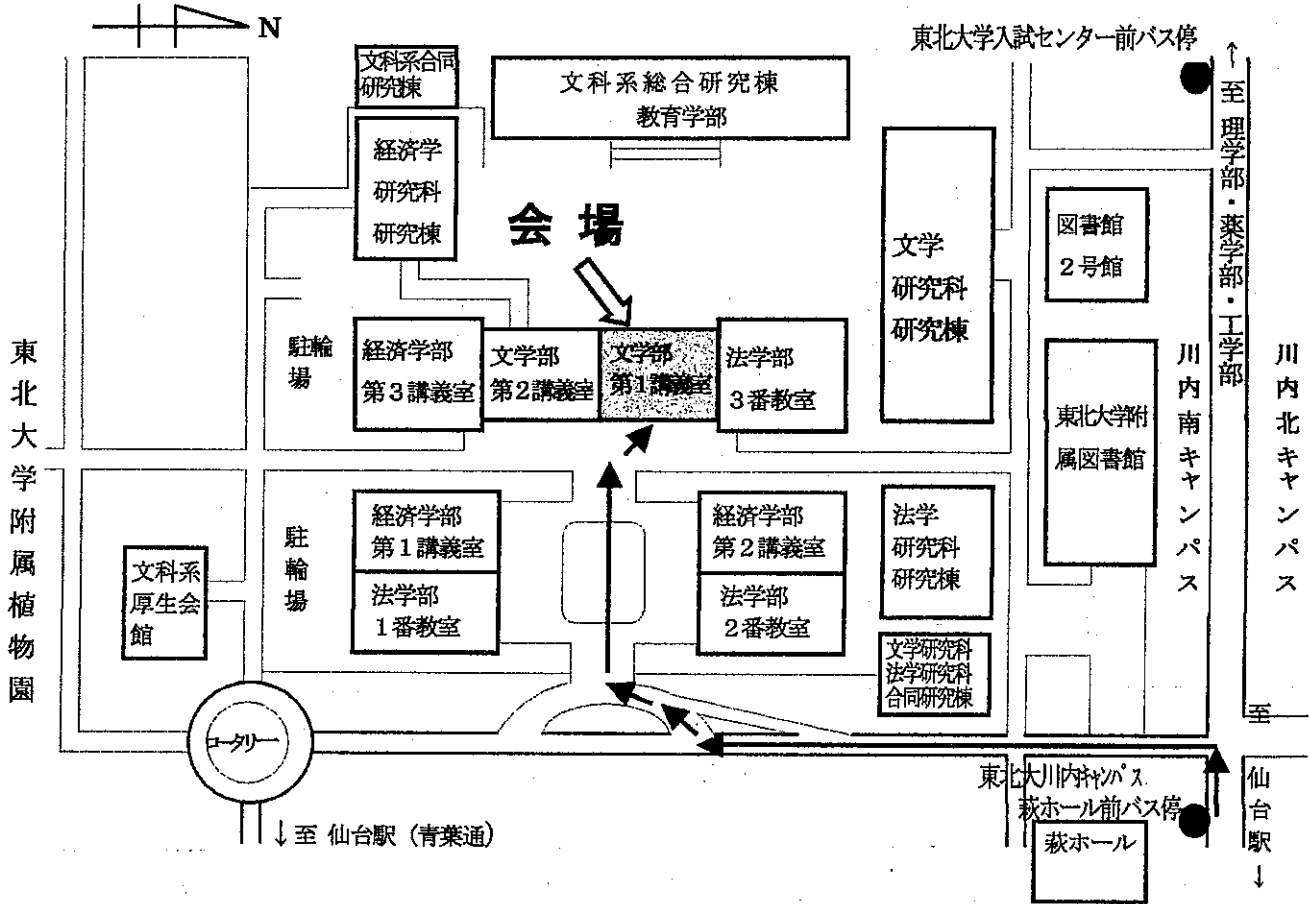 N
東北大学入試センター前バス停
↑至 理学部・薬学部・工学部
文科系合同
研究棟
文科系総合研究棟
教育学部
経済学
研究科
研究棟
会場
文学
研究科
研究棟
図書館
2号館
駐輪
場
経済学部
第3講義室
文学部
第2講義室
文学部
第1講義室
法学部
3番教室
東北大学附
属図書館
川内南キャンパス
川内北キャンパス
東北大学附属植物園
駐輪場
経済学部
第1講義室
法学部
1番教室
経済学部
第2講義室
法学部
2番教室
法学
研究科
研究棟
文科系
厚生会
館
文学研究科
法学研究科
合同研究棟
ロータリー
東北大川内キャンパス
萩ホール前バス停
萩ホール
至 仙台駅↓
↓至 仙台駅（青葉通）